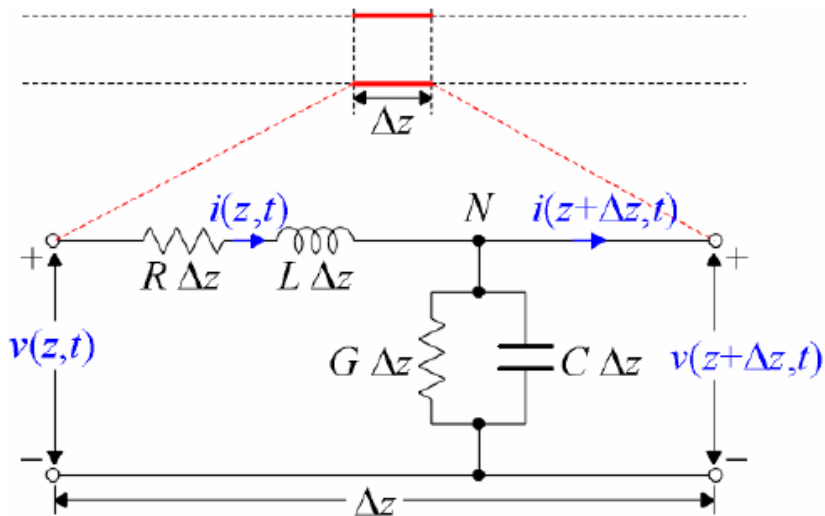 Δz
i(z,t) N i(z+Δz,t)
+ +
R Δz L Δz
v(z,t) G Δz C Δz v(z+Δz,t)
− −
Δz